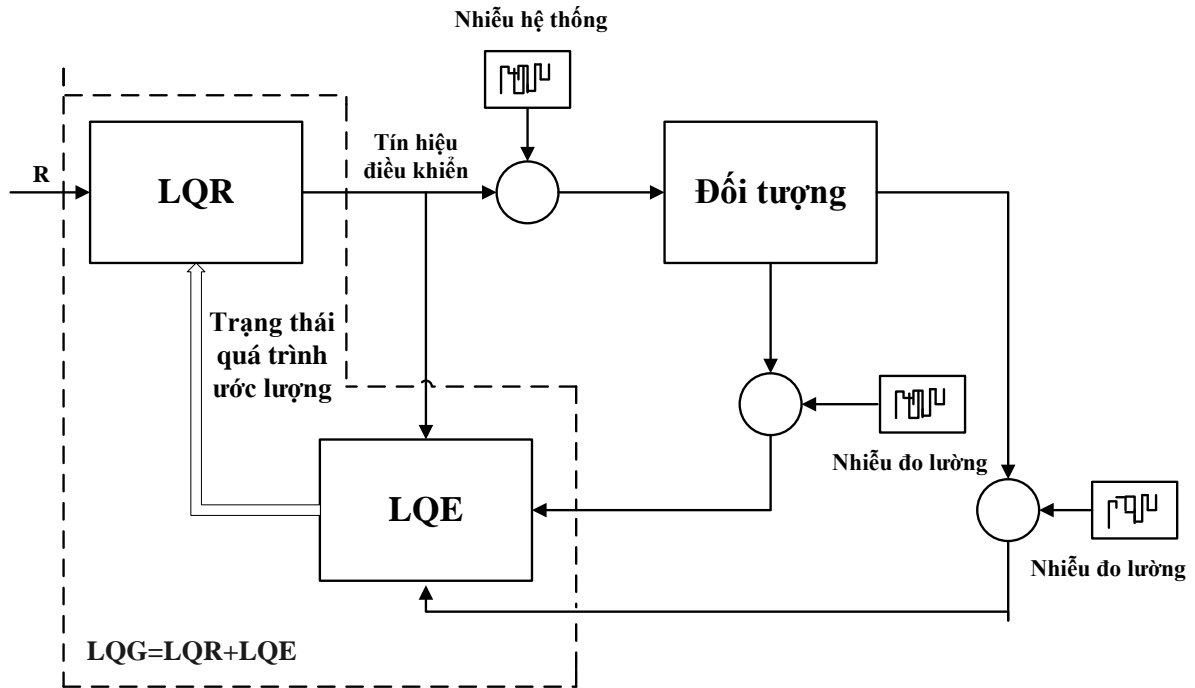 Nhiễu hệ thống
Tín hiệu
điều khiển
R
LQR
Đối tượng
Trạng thái
quá trình
ước lượng
Nhiễu đo lường
LQE
Nhiễu đo lường
LQG=LQR+LQE